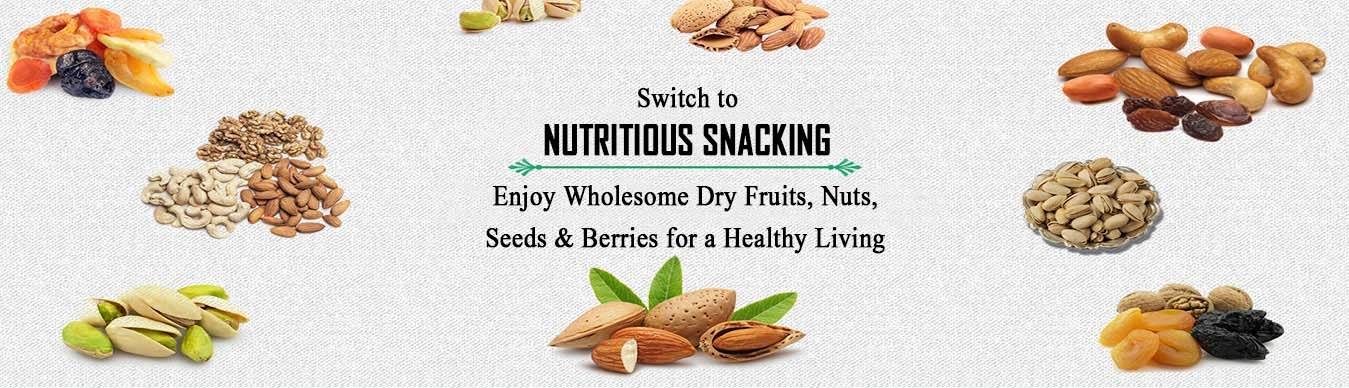 Switch to
NUTRITIOUS SNACKING
Enjoy Wholesome Dry Fruits, Nuts,
Seeds & Berries for a Healthy Living